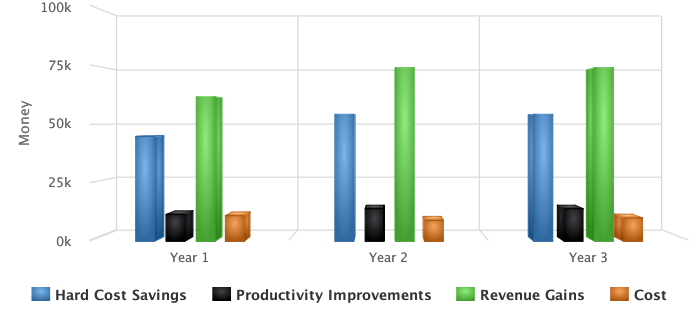 100k
75k
50k
25k
0k
Money
Year 1 Year 2 Year 3
Hard Cost Savings Productivity Improvements Revenue Gains Cost